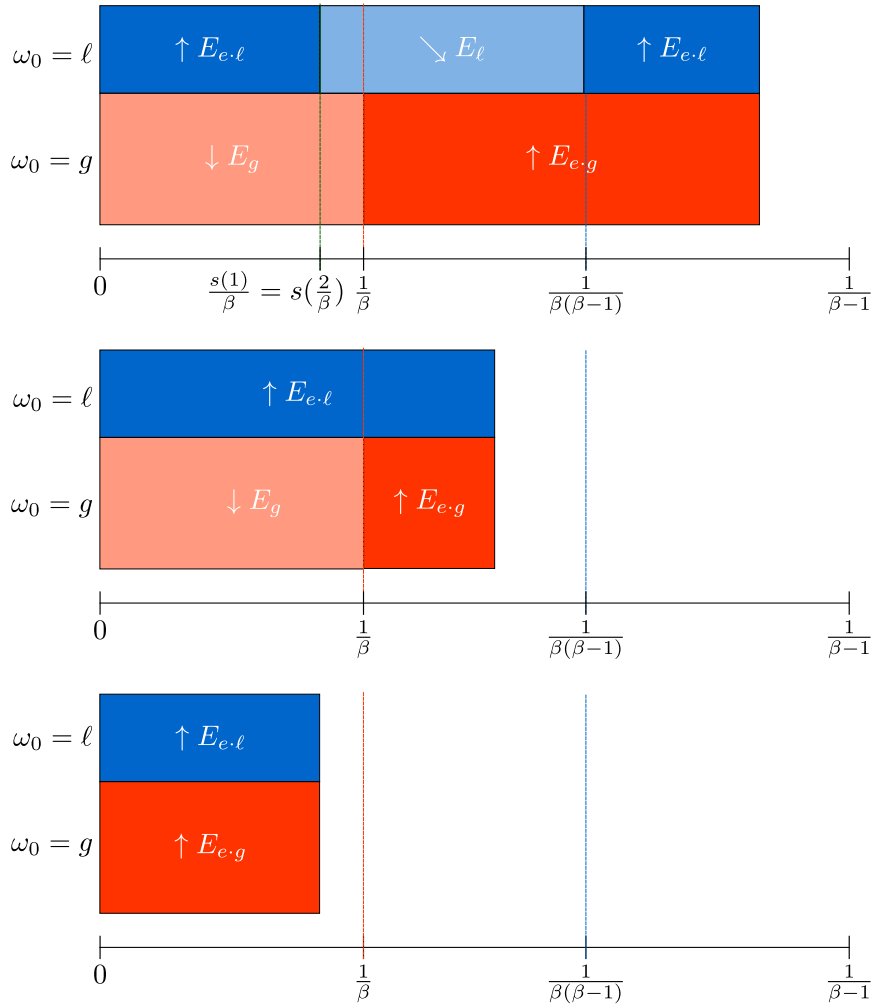 ω₀ = ℓ ↑ E_{e·ℓ} ↘ E_ℓ ↑ E_{e·ℓ}
ω₀ = g ↓ E_g ↑ E_{e·g}
0 s(1)/β = s(2/β) 1/β 1/(β(β−1)) 1/(β−1)
ω₀ = ℓ ↑ E_{e·ℓ}
ω₀ = g ↓ E_g ↑ E_{e·g}
0 1/β 1/(β(β−1)) 1/(β−1)
ω₀ = ℓ ↑ E_{e·ℓ}
ω₀ = g ↑ E_{e·g}
0 1/β 1/(β(β−1)) 1/(β−1)